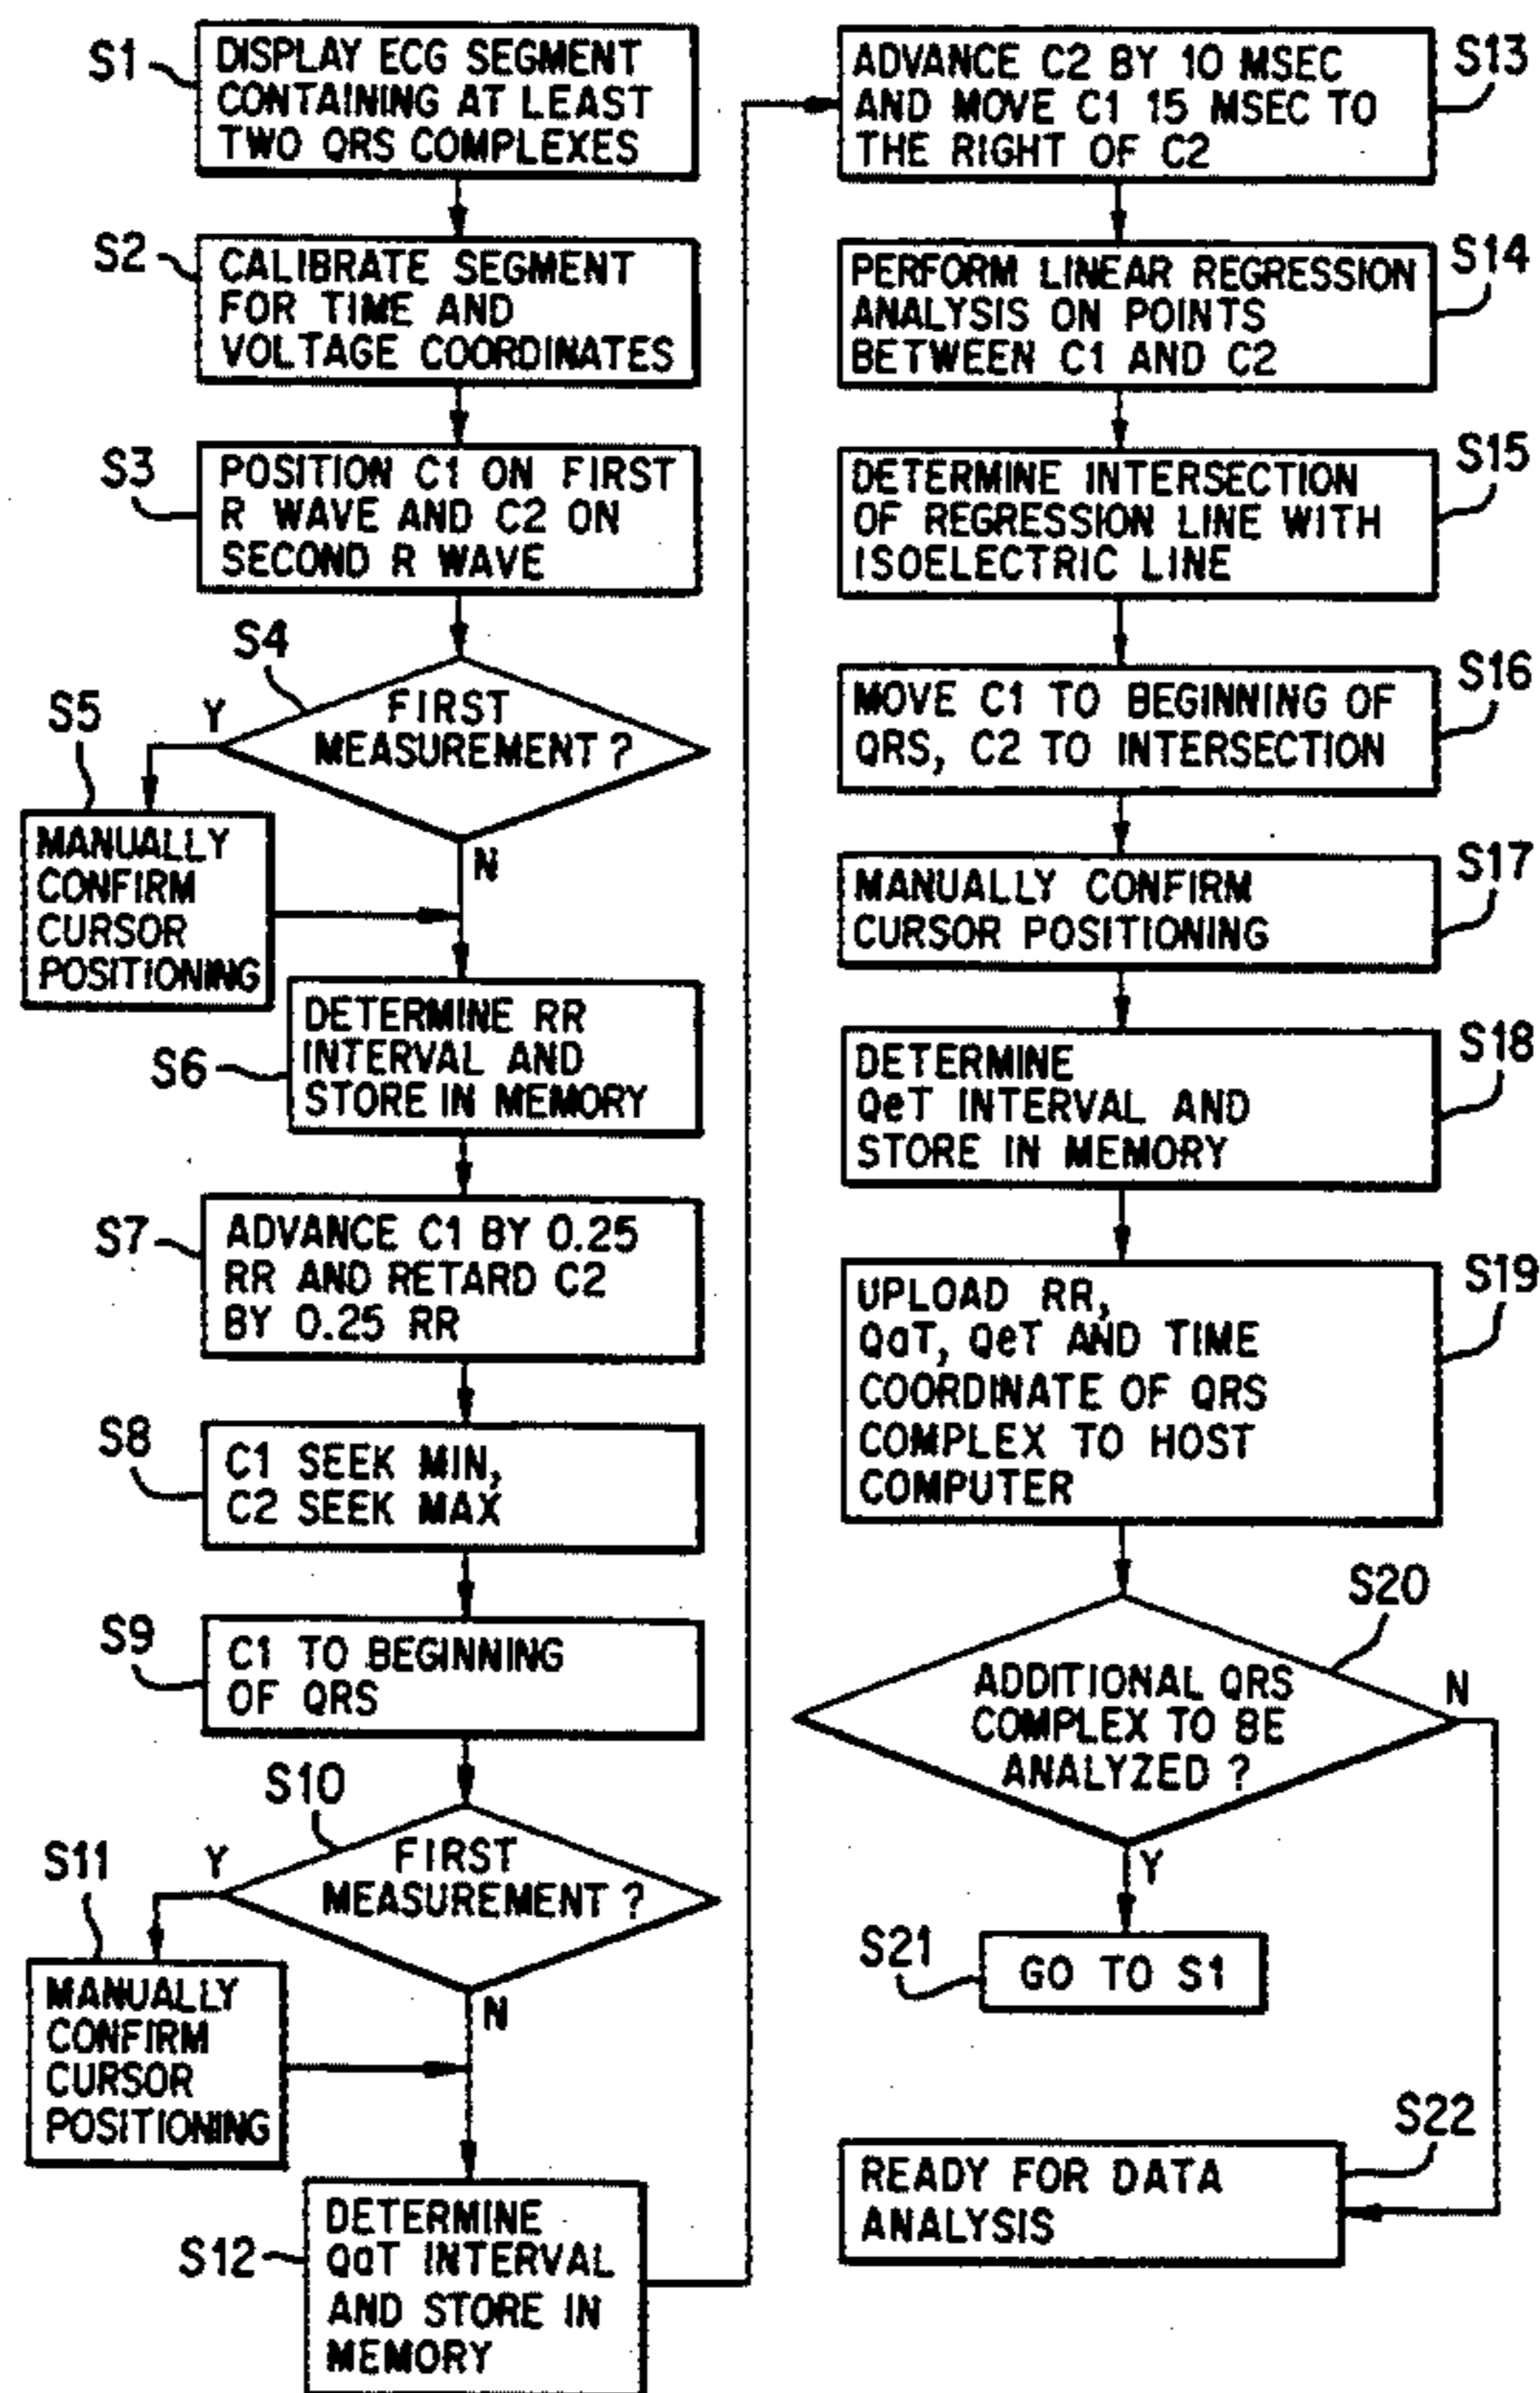 S1
DISPLAY ECG SEGMENT
CONTAINING AT LEAST
TWO QRS COMPLEXES
S2
CALIBRATE SEGMENT
FOR TIME AND
VOLTAGE COORDINATES
S3
POSITION C1 ON FIRST
R WAVE AND C2 ON
SECOND R WAVE
S4
FIRST
MEASUREMENT ?
Y
N
S5
MANUALLY
CONFIRM
CURSOR
POSITIONING
S6
DETERMINE RR
INTERVAL AND
STORE IN MEMORY
S7
ADVANCE C1 BY 0.25
RR AND RETARD C2
BY 0.25 RR
S8
C1 SEEK MIN,
C2 SEEK MAX
S9
C1 TO BEGINNING
OF QRS
S10
FIRST
MEASUREMENT ?
Y
N
S11
MANUALLY
CONFIRM
CURSOR
POSITIONING
S12
DETERMINE
QaT INTERVAL
AND STORE IN
MEMORY
S13
ADVANCE C2 BY 10 MSEC
AND MOVE C1 15 MSEC TO
THE RIGHT OF C2
S14
PERFORM LINEAR REGRESSION
ANALYSIS ON POINTS
BETWEEN C1 AND C2
S15
DETERMINE INTERSECTION
OF REGRESSION LINE WITH
ISOELECTRIC LINE
S16
MOVE C1 TO BEGINNING OF
QRS, C2 TO INTERSECTION
S17
MANUALLY CONFIRM
CURSOR POSITIONING
S18
DETERMINE
QeT INTERVAL AND
STORE IN MEMORY
S19
UPLOAD RR,
QaT, QeT AND TIME
COORDINATE OF QRS
COMPLEX TO HOST
COMPUTER
S20
ADDITIONAL QRS
COMPLEX TO BE
ANALYZED ?
N
Y
S21
GO TO S1
S22
READY FOR DATA
ANALYSIS